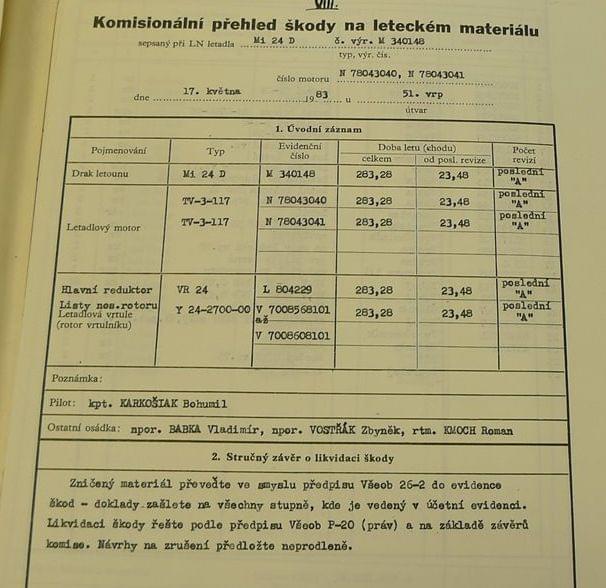 VIII.
Komisionální přehled škody na leteckém materiálu
sepsaný při LN letadla Mi 24 D č. výr. M 340148
typ, výr. čís.
číslo motoru N 78043040, N 78043041
dne 17. května 1983 u 51. vrp
útvar
1. Úvodní záznam
Pojmenování Typ Evidenční číslo Doba letu (chodu) Počet revizí
celkem od posl. revize
Drak letounu Mi 24 D M 340148 283,28 23,48 poslední "A"
TV-3-117 N 78043040 283,28 23,48 poslední "A"
Letadlový motor TV-3-117 N 78043041 283,28 23,48 poslední "A"
Hlavní reduktor VR 24 L 804229 283,28 23,48 poslední "A"
Listy nos.rotoru Y 24-2700-00 V 7008568101 283,28 23,48 poslední "A"
Letadlová vrtule až
(rotor vrtulníku) V 7008608101
Poznámka:
Pilot: kpt. KARKOŠIAK Bohumil
Ostatní osádka: npor. BABKA Vladimír, npor. VOSTŘÁK Zbyněk, rtm. KMOCH Roman
2. Stručný závěr o likvidaci škody
Zničený materiál převeďte ve smyslu předpisu Všeob 26-2 do evidence
škod - doklady zašlete na všechny stupně, kde je vedený v účetní evidenci.
Likvidaci škody řešte podle předpisu Všeob P-20 (práv) a na základě závěrů
komise. Návrhy na zrušení předložte neprodleně.